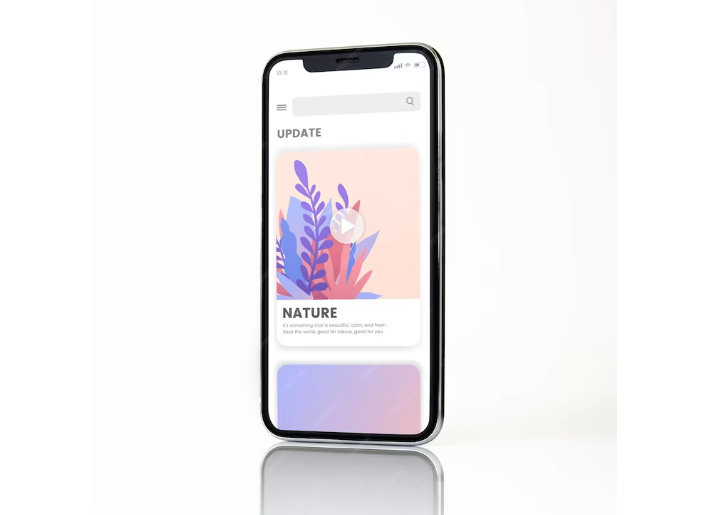 10:10
UPDATE
NATURE
It's something that is beautiful, calm, and fresh.
Save the world, good for nature, good for you